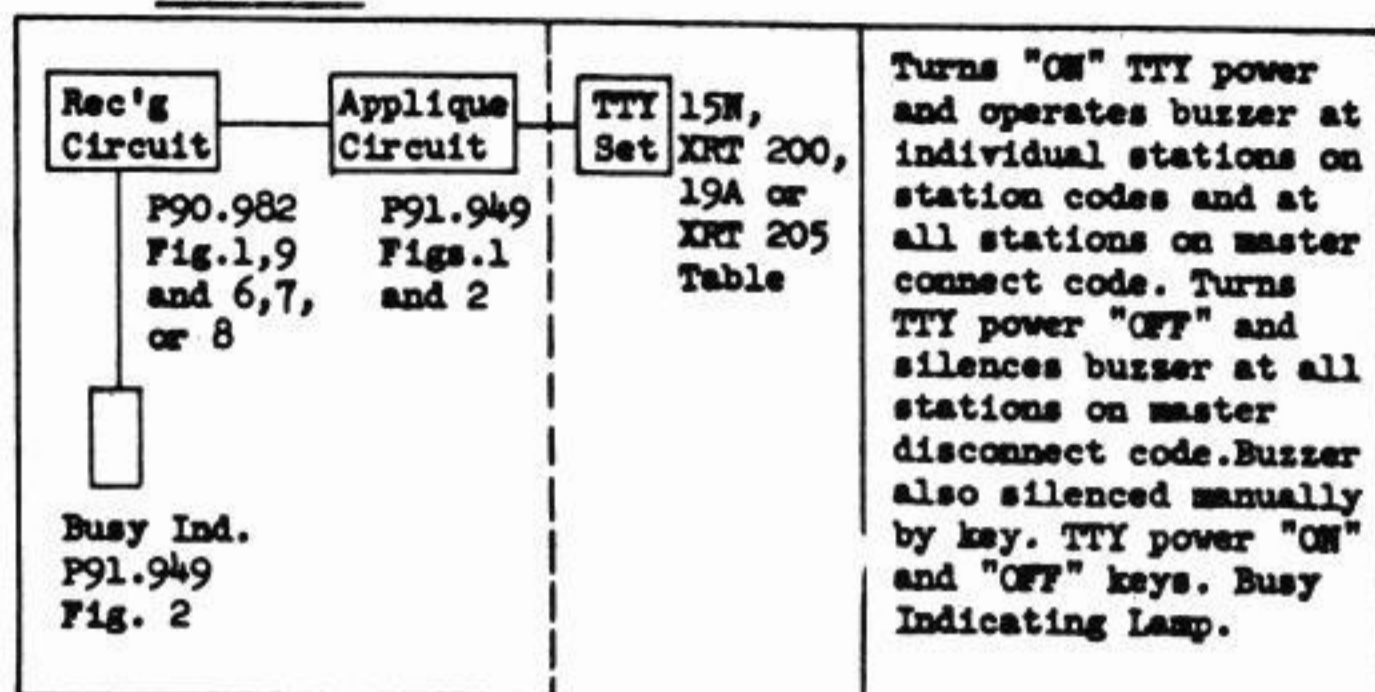 Rec'g
Circuit
Applique
Circuit
TTY
Set
15N,
XRT 200,
19A or
XRT 205
Table
P90.982
Fig.1,9
and 6,7,
or 8
P91.949
Figs.1
and 2
Busy Ind.
P91.949
Fig. 2
Turns "ON" TTY power
and operates buzzer at
individual stations on
station codes and at
all stations on master
connect code. Turns
TTY power "OFF" and
silences buzzer at all
stations on master
disconnect code.Buzzer
also silenced manually
by key. TTY power "ON"
and "OFF" keys. Busy
Indicating Lamp.